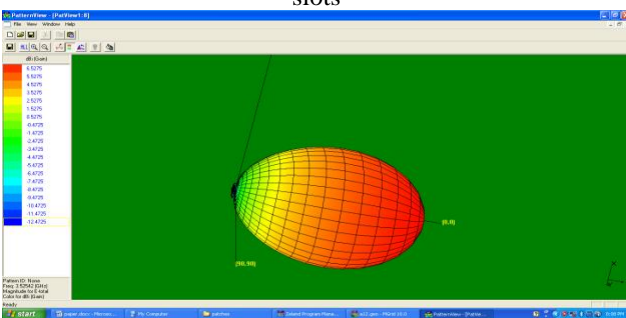 slots
PatternView - [PatView1:0]
File View Window Help
dBi (Gain)
6.5275
5.5275
4.5275
3.5275
2.5275
1.5275
0.5275
-0.4725
-1.4725
-2.4725
-3.4725
-4.4725
-5.4725
-6.4725
-7.4725
-8.4725
-9.4725
-10.4725
-11.4725
-12.4725
(0,0)
(90,90)
Pattern ID: None
Freq: 3.52542 (GHz)
Magnitude for E-total
Color for dBi (Gain)
Ready
start
My Computer
patches